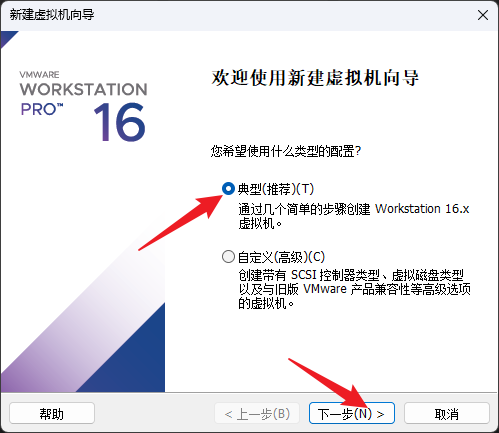 新建虚拟机向导
VMWARE
WORKSTATION
PRO™ 16
欢迎使用新建虚拟机向导
您希望使用什么类型的配置?
典型(推荐)(T)
通过几个简单的步骤创建 Workstation 16.x
虚拟机。
自定义(高级)(C)
创建带有 SCSI 控制器类型、虚拟磁盘类型
以及与旧版 VMware 产品兼容性等高级选项
的虚拟机。
帮助
< 上一步(B)
下一步(N) >
取消